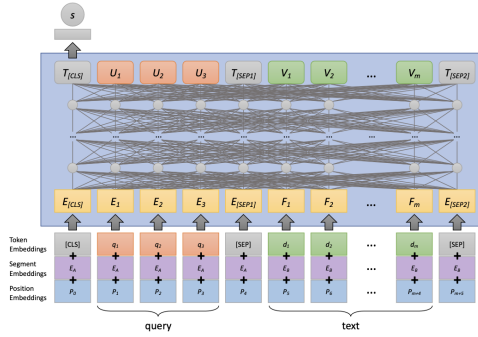 s
T[CLS] U1 U2 U3 T[SEP1] V1 V2 ... Vm T[SEP2]
... ... ... ... ... ... ... ... ...
E[CLS] E1 E2 E3 E[SEP1] F1 F2 ... Fm E[SEP2]
Token Embeddings [CLS] q1 q2 q3 [SEP] d1 d2 ... dm [SEP]
+ + + + + + + + +
Segment Embeddings EA EA EA EA EA EB EB ... EB EB
+ + + + + + + + +
Position Embeddings P0 P1 P2 P3 P4 P5 P6 ... Pm+4 Pm+5
query text